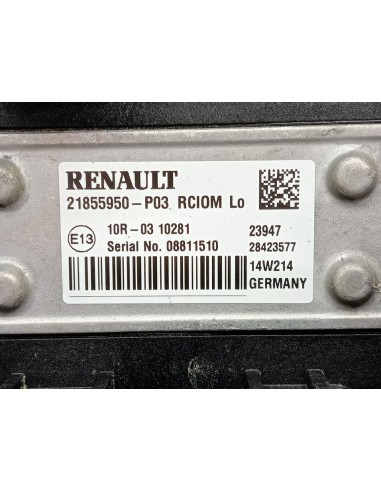 RENAULT
21855950-P03 RCIOM Lo
E13 10R-03 10281 23947
Serial No. 08811510 28423577
14W214
GERMANY